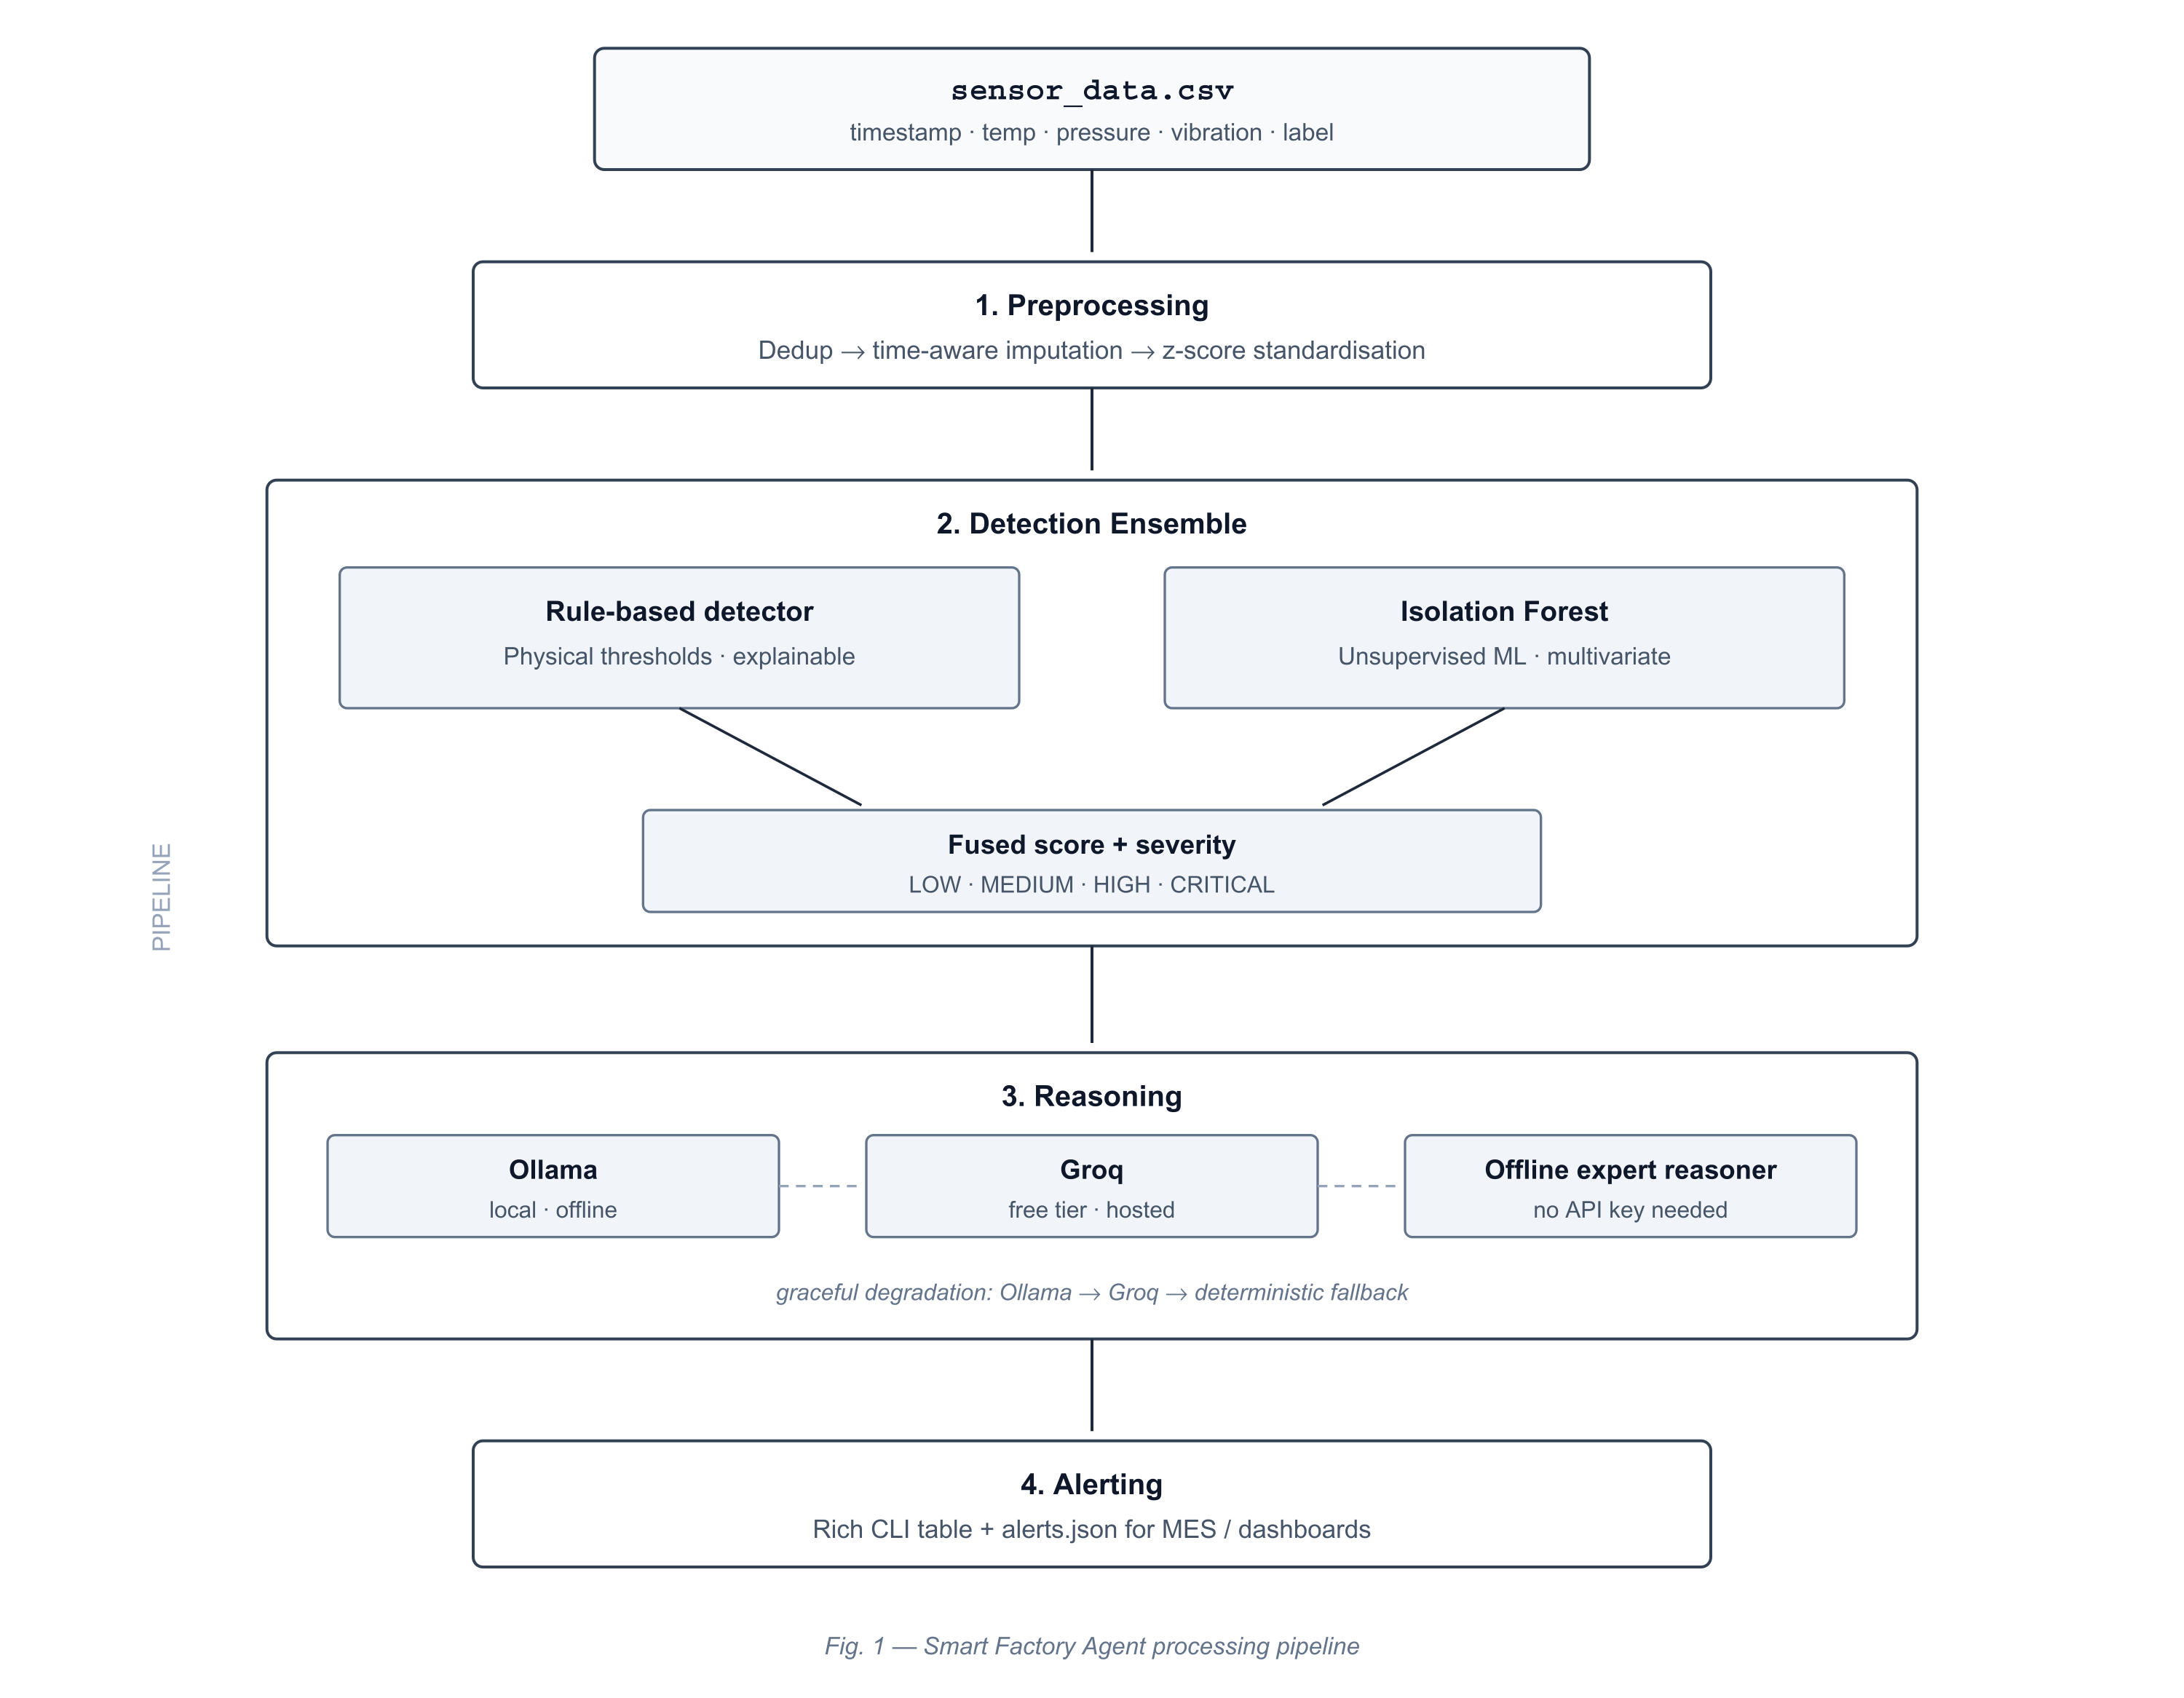 sensor_data.csv
timestamp · temp · pressure · vibration · label
1. Preprocessing
Dedup → time-aware imputation → z-score standardisation
2. Detection Ensemble
Rule-based detector
Physical thresholds · explainable
Isolation Forest
Unsupervised ML · multivariate
Fused score + severity
LOW · MEDIUM · HIGH · CRITICAL
PIPELINE
3. Reasoning
Ollama
local · offline
Groq
free tier · hosted
Offline expert reasoner
no API key needed
graceful degradation: Ollama → Groq → deterministic fallback
4. Alerting
Rich CLI table + alerts.json for MES / dashboards
Fig. 1 — Smart Factory Agent processing pipeline